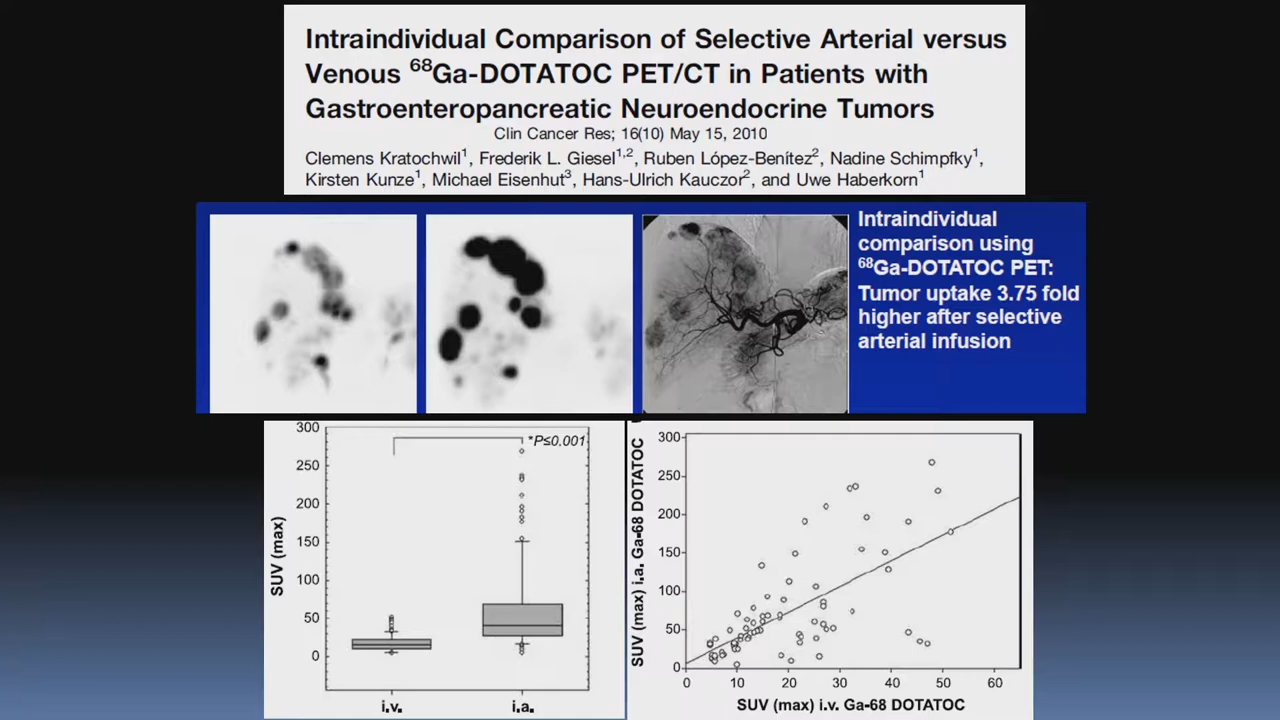 Intraindividual Comparison of Selective Arterial versus
Venous ⁶⁸Ga-DOTATOC PET/CT in Patients with
Gastroenteropancreatic Neuroendocrine Tumors
Clin Cancer Res; 16(10) May 15, 2010
Clemens Kratochwil¹, Frederik L. Giesel¹,², Ruben López-Benítez², Nadine Schimpfky¹,
Kirsten Kunze¹, Michael Eisenhut³, Hans-Ulrich Kauczor², and Uwe Haberkorn¹
Intraindividual
comparison using
⁶⁸Ga-DOTATOC PET:
Tumor uptake 3.75 fold
higher after selective
arterial infusion
SUV (max)
300
250
200
150
100
50
0
*P≤0,001
i.v.
i.a.
SUV (max) i.a. Ga-68 DOTATOC
300
250
200
150
100
50
0
0 10 20 30 40 50 60
SUV (max) i.v. Ga-68 DOTATOC